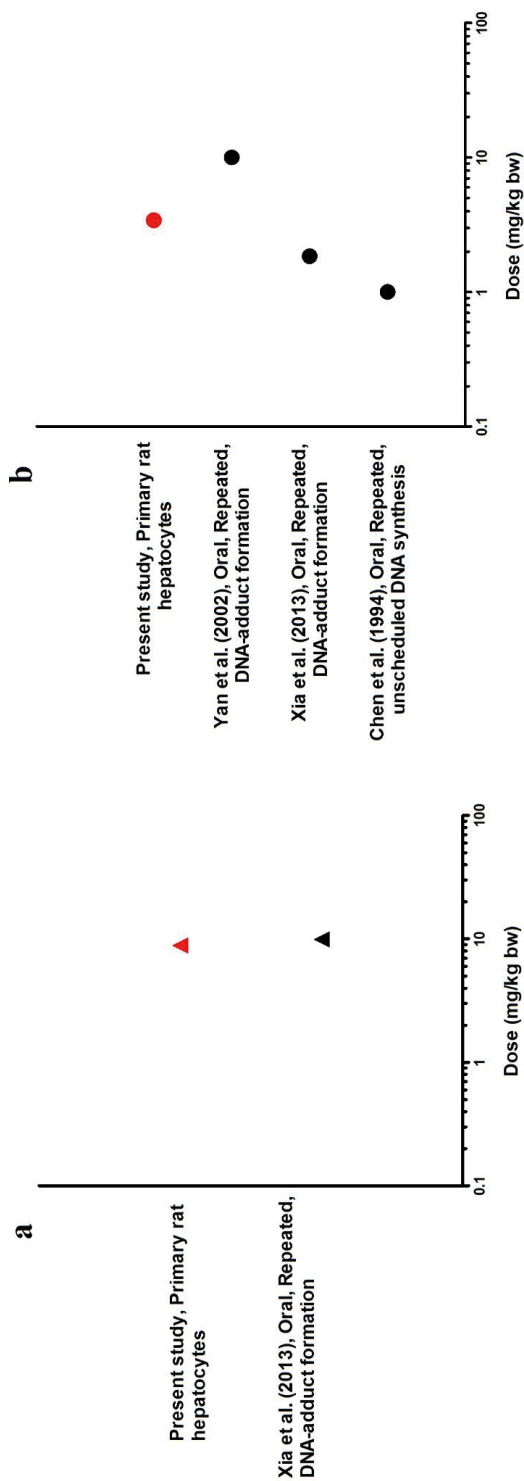 a
Present study, Primary rat
hepatocytes
Xia et al. (2013), Oral, Repeated,
DNA-adduct formation
0.1
1
10
100
Dose (mg/kg bw)
b
Present study, Primary rat
hepatocytes
Yan et al. (2002), Oral, Repeated,
DNA-adduct formation
Xia et al. (2013), Oral, Repeated,
DNA-adduct formation
Chen et al. (1994), Oral, Repeated,
unscheduled DNA synthesis
0.1
1
10
100
Dose (mg/kg bw)